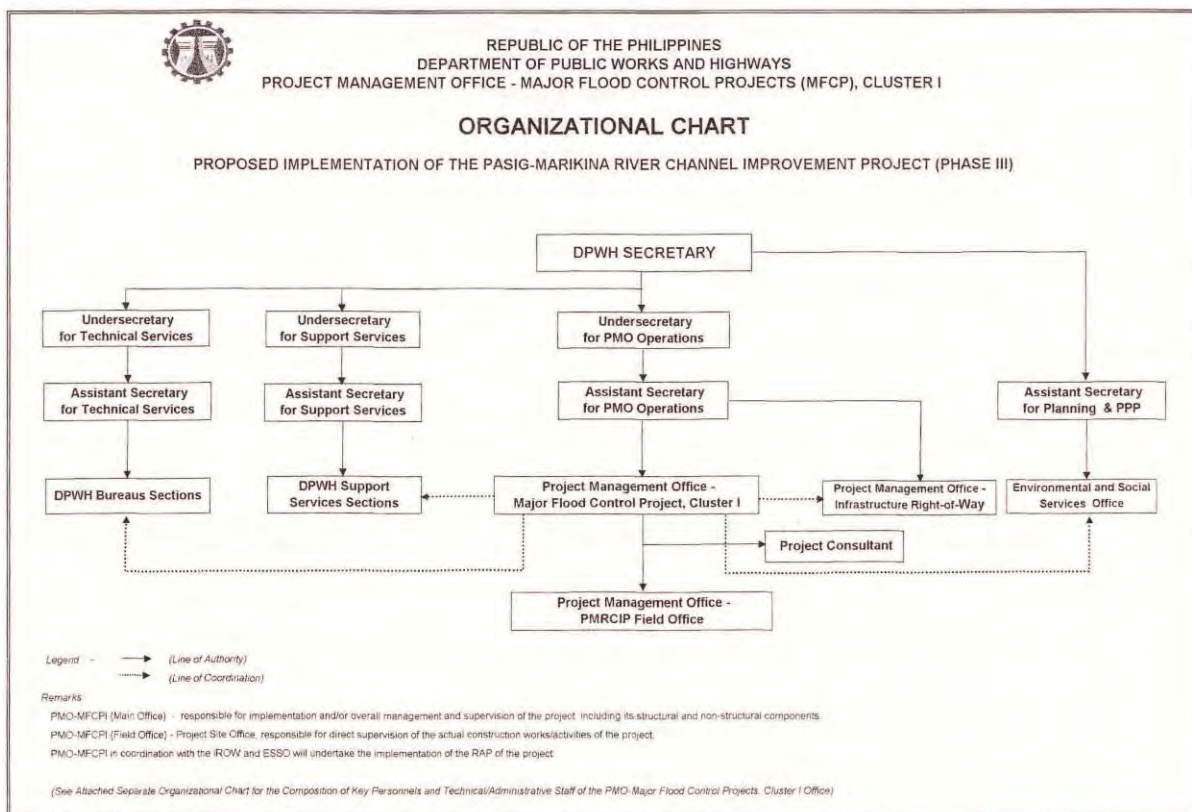 REPUBLIC OF THE PHILIPPINES
DEPARTMENT OF PUBLIC WORKS AND HIGHWAYS
PROJECT MANAGEMENT OFFICE - MAJOR FLOOD CONTROL PROJECTS (MFCP), CLUSTER I
ORGANIZATIONAL CHART
PROPOSED IMPLEMENTATION OF THE PASIG-MARIKINA RIVER CHANNEL IMPROVEMENT PROJECT (PHASE III)
DPWH SECRETARY
Undersecretary
for Technical Services
Undersecretary
for Support Services
Undersecretary
for PMO Operations
Assistant Secretary
for Technical Services
Assistant Secretary
for Support Services
Assistant Secretary
for PMO Operations
Assistant Secretary
for Planning & PPP
DPWH Bureaus Sections
DPWH Support
Services Sections
Project Management Office -
Major Flood Control Project, Cluster I
Project Management Office -
Infrastructure Right-of-Way
Environmental and Social
Services Office
Project Consultant
Project Management Office -
PMRCIP Field Office
Legend - (Line of Authority)
(Line of Coordination)
Remarks
PMO-MFCPI (Main Office) - responsible for implementation and/or overall management and supervision of the project including its structural and non-structural components.
PMO-MFCPI (Field Office) - Project Site Office, responsible for direct supervision of the actual construction works/activities of the project.
PMO-MFCPI in coordination with the IROW and ESSO will undertake the implementation of the RAP of the project
(See Attached Separate Organizational Chart for the Composition of Key Personnels and Technical/Administrative Staff of the PMO-Major Flood Control Projects, Cluster I Office)